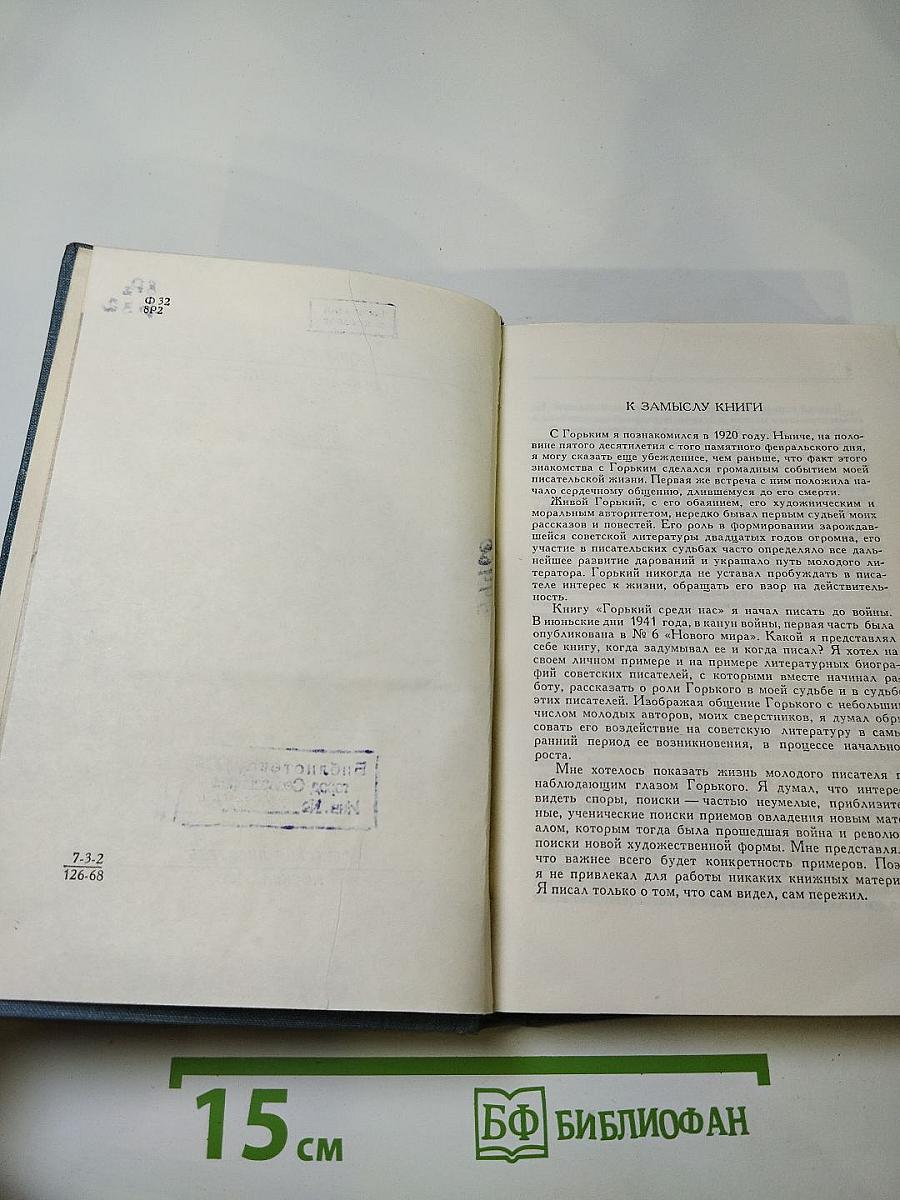 Ф 32
8Р2
7-3-2
126-68
К ЗАМЫСЛУ КНИГИ
С Горьким я познакомился в 1920 году. Нынче, на поло-
вине пятого десятилетия с того памятного февральского дня,
я могу сказать еще убежденнее, чем раньше, что факт этого
знакомства с Горьким сделался громадным событием моей
писательской жизни. Первая же встреча с ним положила на-
чало сердечному общению, длившемуся до его смерти.
Живой Горький, с его обаянием, его художническим и
моральным авторитетом, нередко бывал первым судьей моих
рассказов и повестей. Его роль в формировании зарождав-
шейся советской литературы двадцатых годов огромна, его
участие в писательских судьбах часто определяло все даль-
нейшее развитие дарований и украшало путь молодого ли-
тератора. Горький никогда не уставал пробуждать в писа-
теле интерес к жизни, обращать его взор на действитель-
ность.
Книгу «Горький среди нас» я начал писать до войны.
В июньские дни 1941 года, в канун войны, первая часть была
опубликована в № 6 «Нового мира». Какой я представлял
себе книгу, когда задумывал ее и когда писал? Я хотел на
своем личном примере и на примере литературных биогра-
фий советских писателей, с которыми вместе начинал ра-
боту, рассказать о роли Горького в моей судьбе и в судьб
этих писателей. Изображая общение Горького с небольши
числом молодых авторов, моих сверстников, я думал обри
совать его воздействие на советскую литературу в самы
ранний период ее возникновения, в процессе начально
роста.
Мне хотелось показать жизнь молодого писателя п
наблюдающим глазом Горького. Я думал, что интере
видеть споры, поиски — частью неумелые, приблизите
ные, ученические поиски приемов овладения новым мате
алом, которым тогда была прошедшая война и револю
поиски новой художественной формы. Мне представля
что важнее всего будет конкретность примеров. Поэ
я не привлекал для работы никаких книжных матери
Я писал только о том, что сам видел, сам пережил.
Библиотека
город
Инв. №
15 см
БФ БИБЛИОФАН